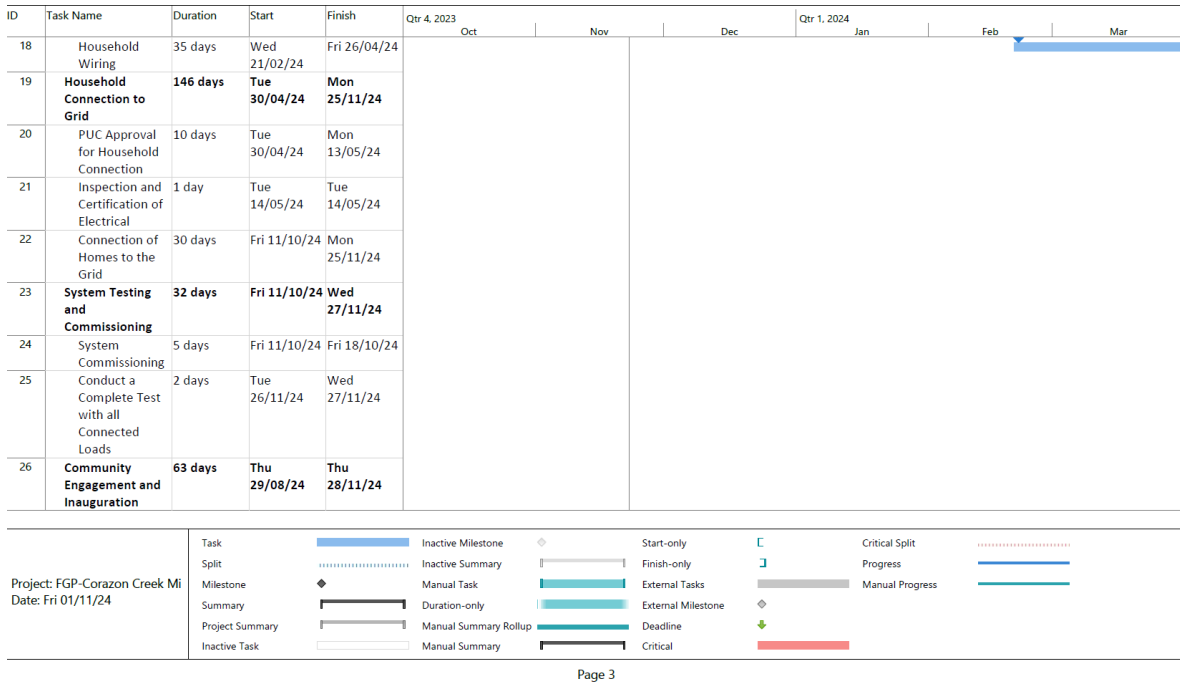 ID Task Name Duration Start Finish Qtr 4, 2023 Qtr 1, 2024
Oct Nov Dec Jan Feb Mar
18 Household 35 days Wed Fri 26/04/24
Wiring 21/02/24
19 Household 146 days Tue Mon
Connection to 30/04/24 25/11/24
Grid
20 PUC Approval 10 days Tue Mon
for Household 30/04/24 13/05/24
Connection
21 Inspection and 1 day Tue Tue
Certification of 14/05/24 14/05/24
Electrical
22 Connection of 30 days Fri 11/10/24 Mon
Homes to the 25/11/24
Grid
23 System Testing 32 days Fri 11/10/24 Wed
and 27/11/24
Commissioning
24 System 5 days Fri 11/10/24 Fri 18/10/24
Commissioning
25 Conduct a 2 days Tue Wed
Complete Test 26/11/24 27/11/24
with all
Connected
Loads
26 Community 63 days Thu Thu
Engagement and 29/08/24 28/11/24
Inauguration
Project: FGP-Corazon Creek Mi
Date: Fri 01/11/24
Task Inactive Milestone Start-only Critical Split
Split Inactive Summary Finish-only Progress
Milestone Manual Task External Tasks Manual Progress
Summary Duration-only External Milestone
Project Summary Manual Summary Rollup Deadline
Inactive Task Manual Summary Critical
Page 3